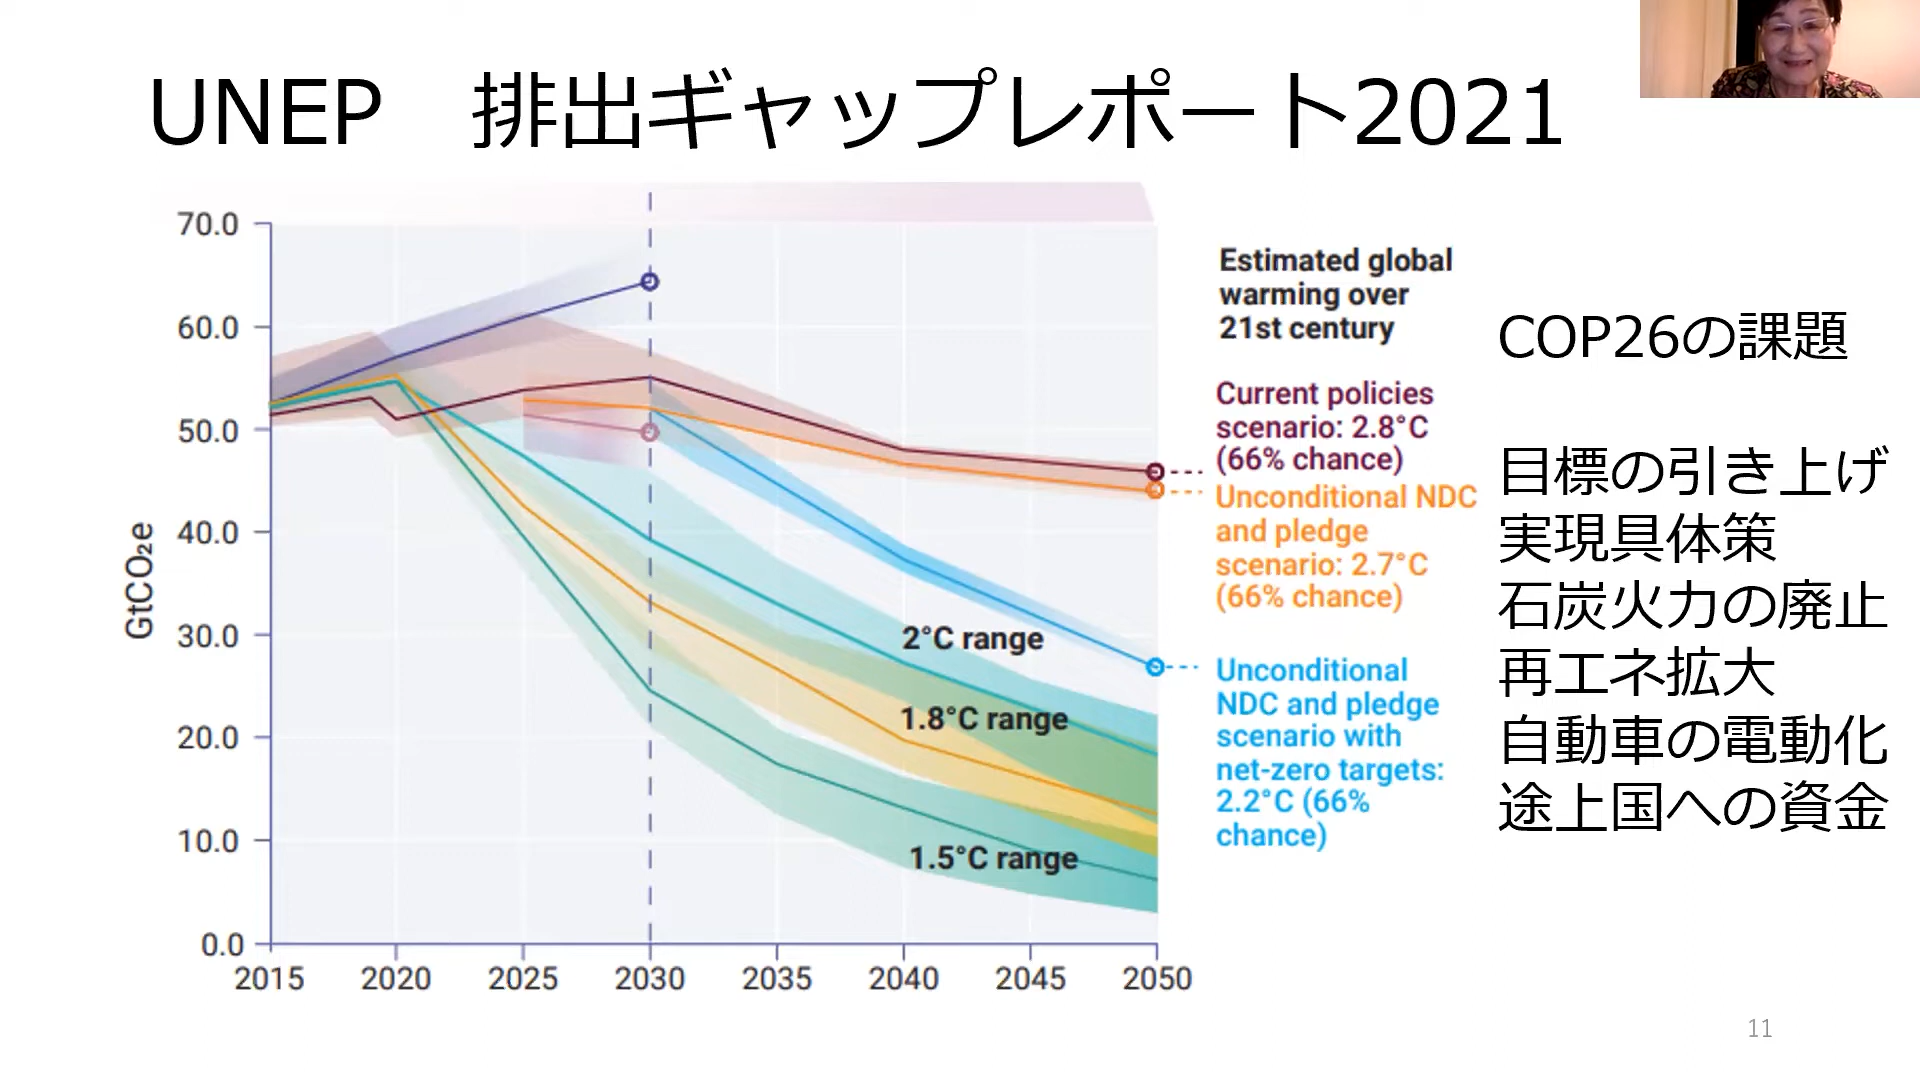 UNEP 排出ギャップレポート2021
70.0
60.0
50.0
40.0
30.0
20.0
10.0
0.0
GtCO₂e
2015
2020
2025
2030
2035
2040
2045
2050
2°C range
1.8°C range
1.5°C range
Estimated global
warming over
21st century
Current policies
scenario: 2.8°C
(66% chance)
Unconditional NDC
and pledge
scenario: 2.7°C
(66% chance)
Unconditional
NDC and pledge
scenario with
net-zero targets:
2.2°C (66%
chance)
COP26の課題
目標の引き上げ
実現具体策
石炭火力の廃止
再エネ拡大
自動車の電動化
途上国への資金
11